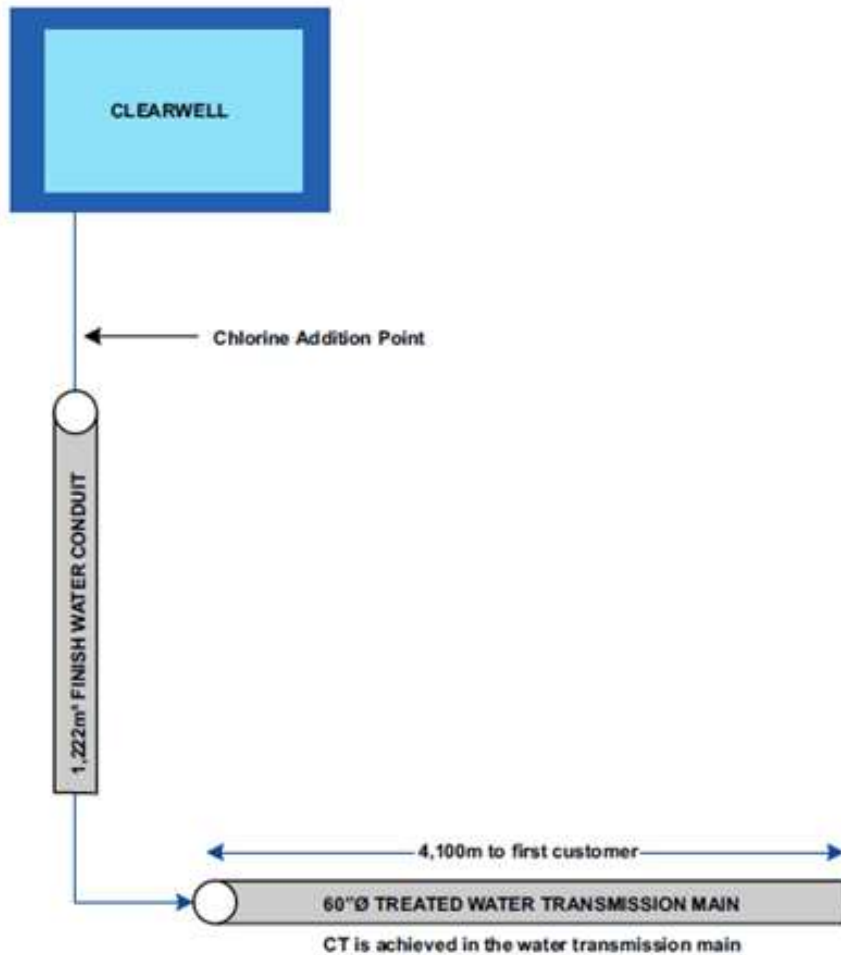 CLEARWELL
Chlorine Addition Point
1,222m³ FINISH WATER CONDUIT
4,100m to first customer
60"Ø TREATED WATER TRANSMISSION MAIN
CT is achieved in the water transmission main